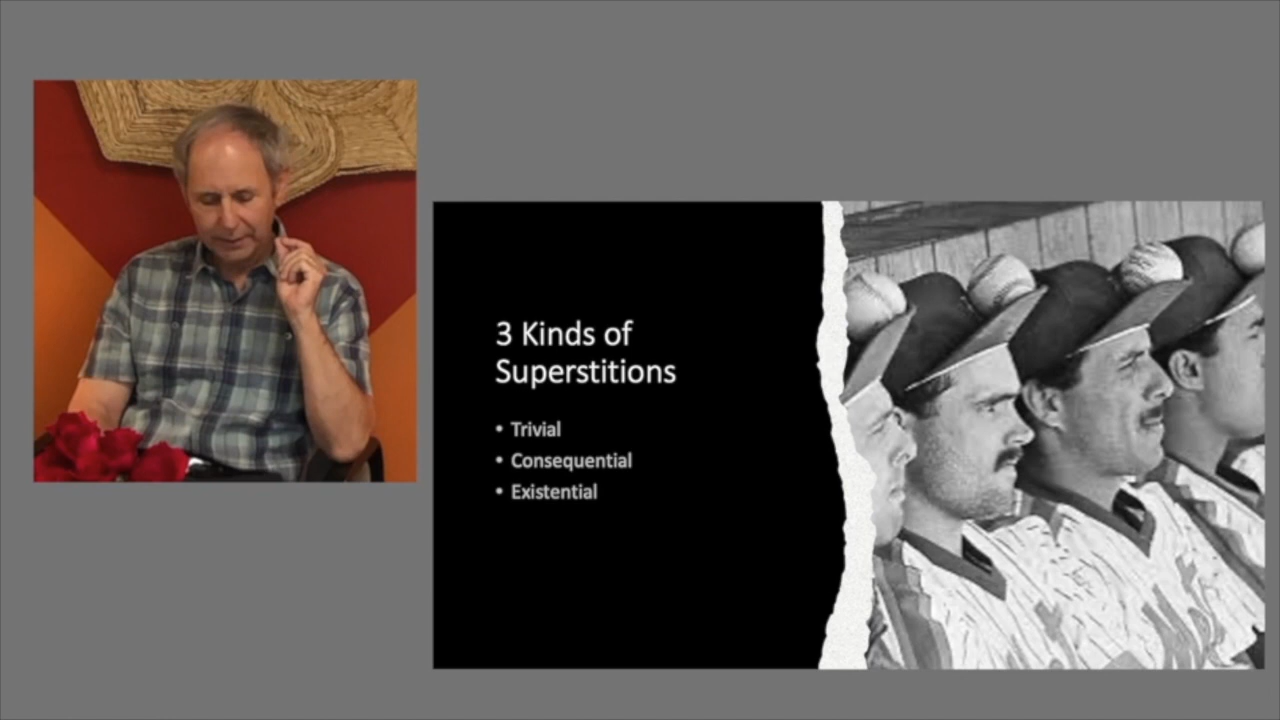 3 Kinds of
Superstitions
• Trivial
• Consequential
• Existential